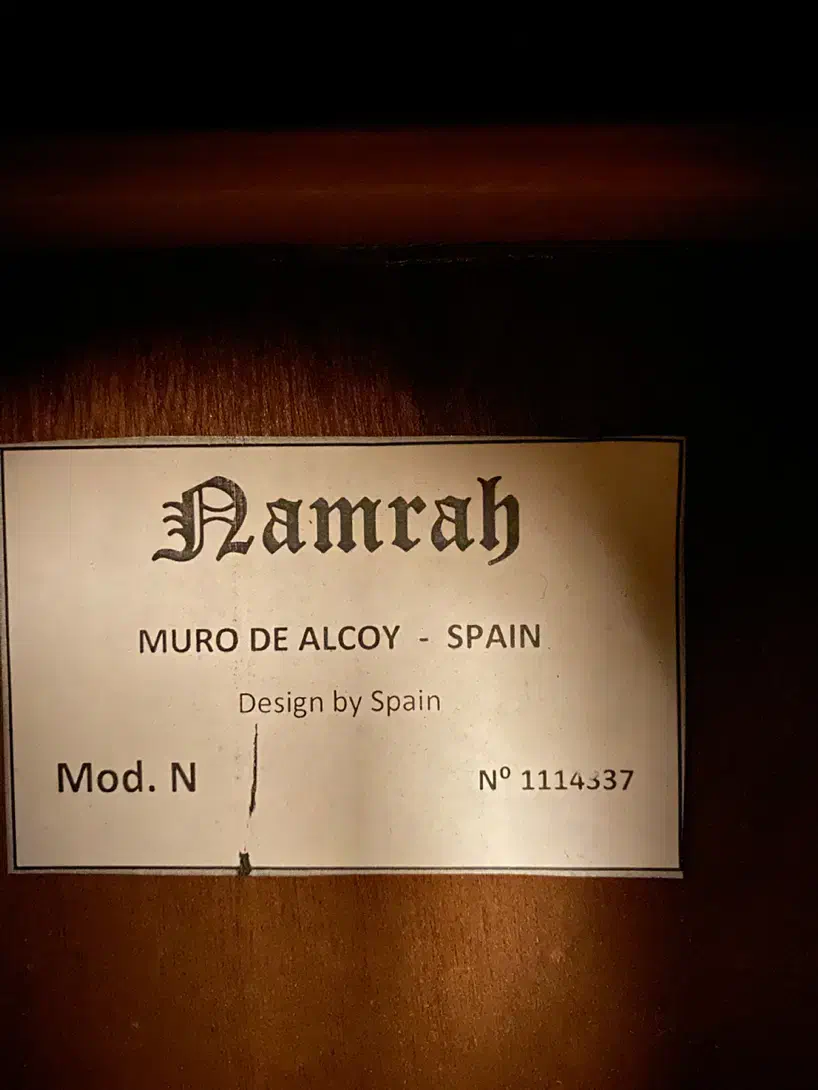 Namrah
MURO DE ALCOY - SPAIN
Design by Spain
Mod. N
Nº 1114337